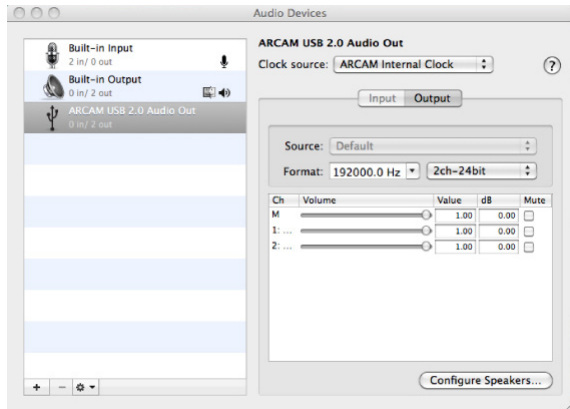 Audio Devices
Built-in Input
2 in/ 0 out
Built-in Output
0 in/ 2 out
ARCAM USB 2.0 Audio Out
0 in/ 2 out
ARCAM USB 2.0 Audio Out
Clock source: ARCAM Internal Clock ?
Input Output
Source: Default
Format: 192000.0 Hz 2ch-24bit
Ch Volume Value dB Mute
M 1.00 0.00
1: ... 1.00 0.00
2: ... 1.00 0.00
Configure Speakers...
+ −